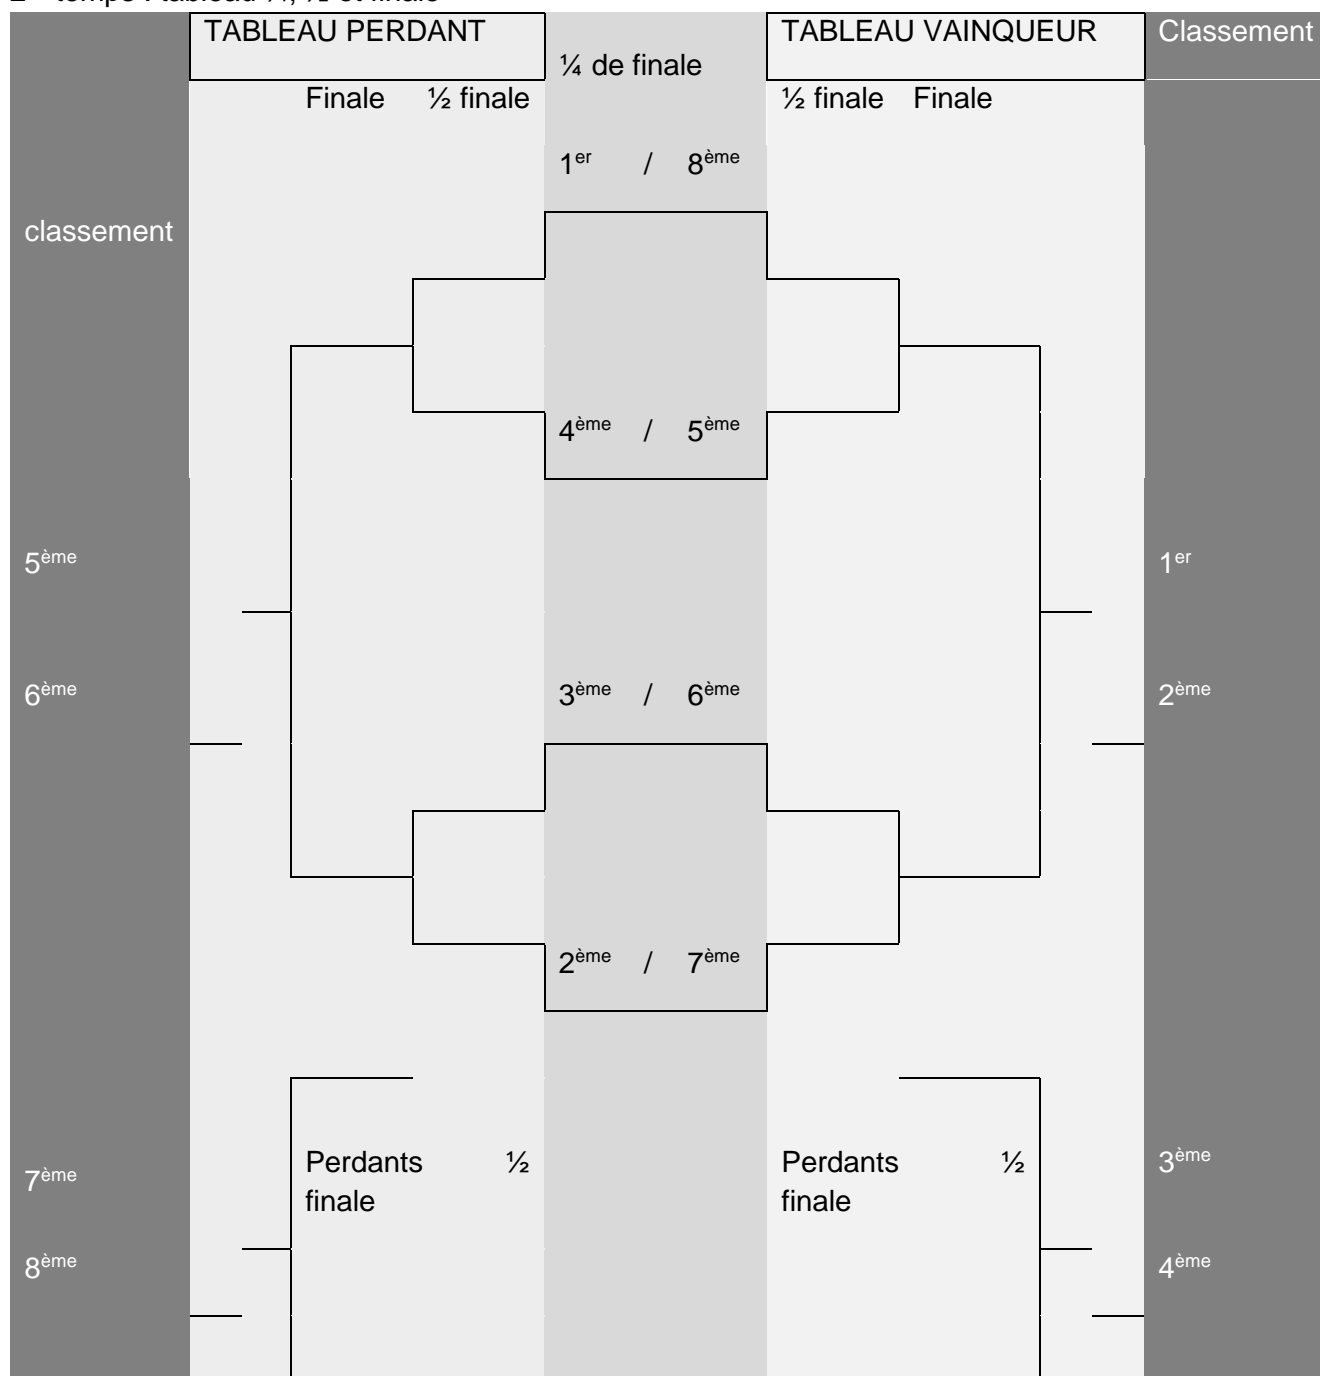 TABLEAU PERDANT
¼ de finale
TABLEAU VAINQUEUR
Classement
Finale ½ finale
½ finale Finale
1er / 8ème
classement
4ème / 5ème
5ème
1er
6ème
3ème / 6ème
2ème
2ème / 7ème
Perdants ½
finale
Perdants ½
finale
7ème
3ème
8ème
4ème